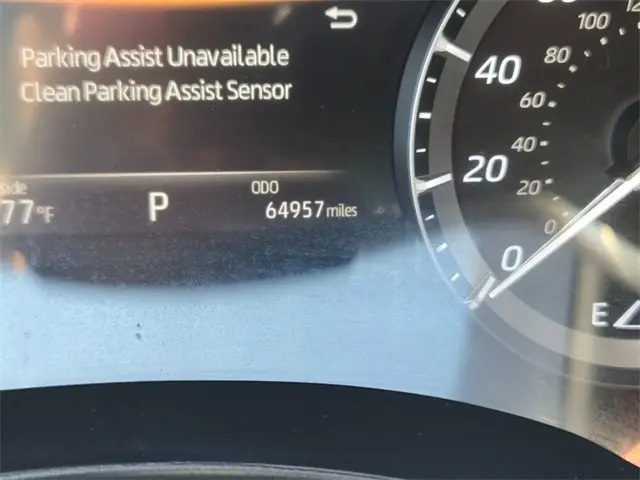 Parking Assist Unavailable
Clean Parking Assist Sensor
side
77°F
P
ODO
64957 miles
100
80
60
40
20
0
40
20
0
E